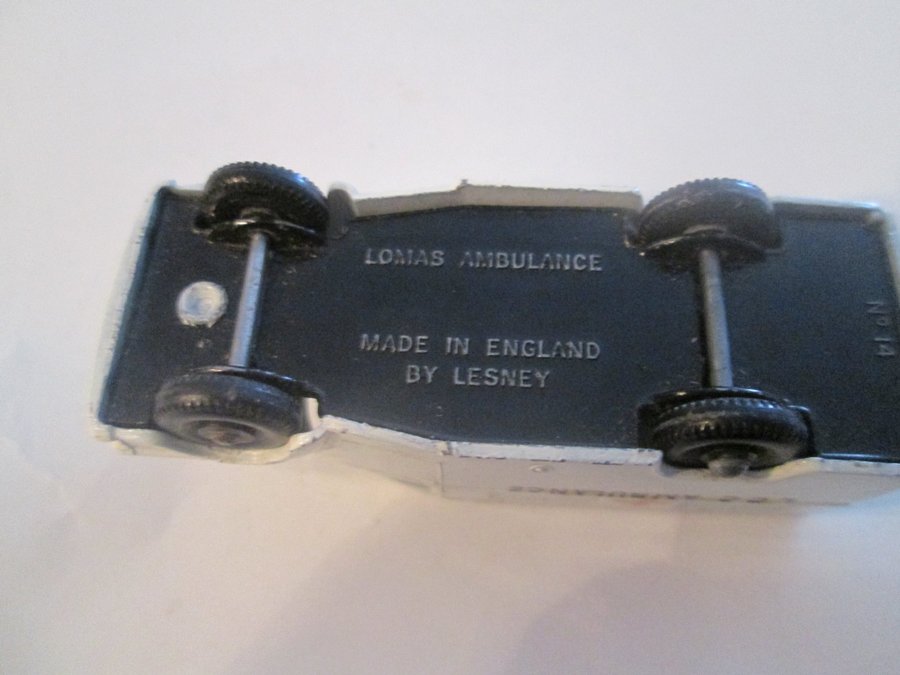 LOMAS AMBULANCE
MADE IN ENGLAND
BY LESNEY
No 14